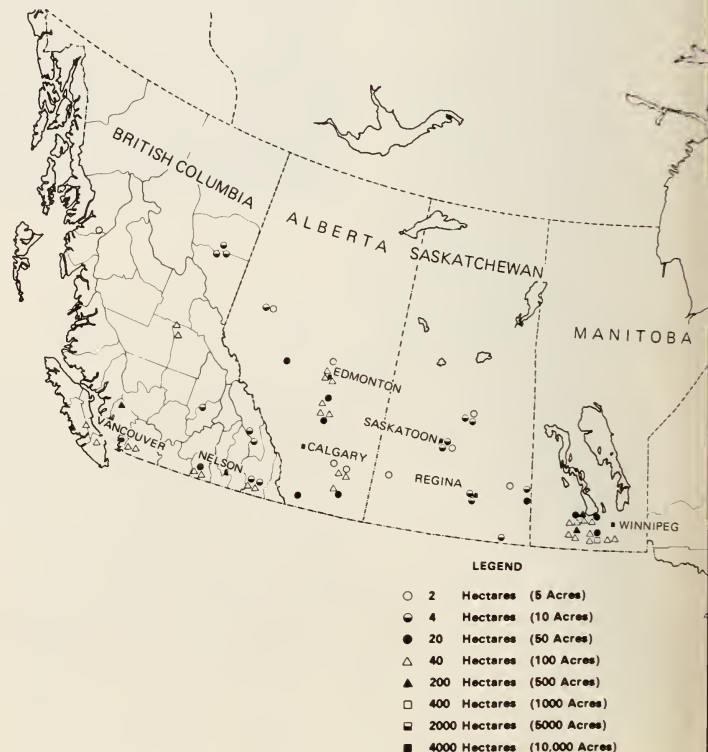 BRITISH COLUMBIA
ALBERTA
SASKATCHEWAN
MANITOBA
EDMONTON
VANCOUVER
NELSON
CALGARY
SASKATOON
REGINA
WINNIPEG
LEGEND
2 Hectares (5 Acres)
4 Hectares (10 Acres)
20 Hectares (50 Acres)
40 Hectares (100 Acres)
200 Hectares (500 Acres)
400 Hectares (1000 Acres)
2000 Hectares (5000 Acres)
4000 Hectares (10,000 Acres)